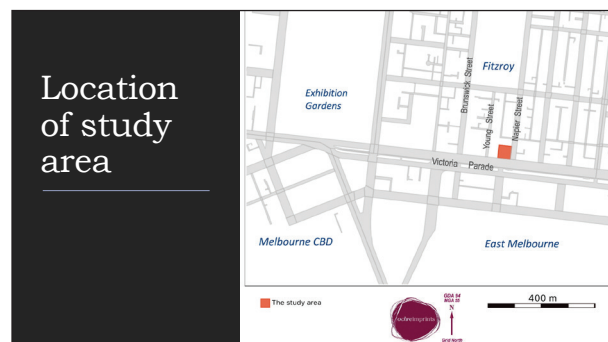 Location
of study
area
Exhibition
Gardens
Fitzroy
Brunswick Street
Young Street
Napier Street
Victoria Parade
Melbourne CBD
East Melbourne
The study area
ochreimprints
GDA 94
MGA 55
N
Grid North
400 m